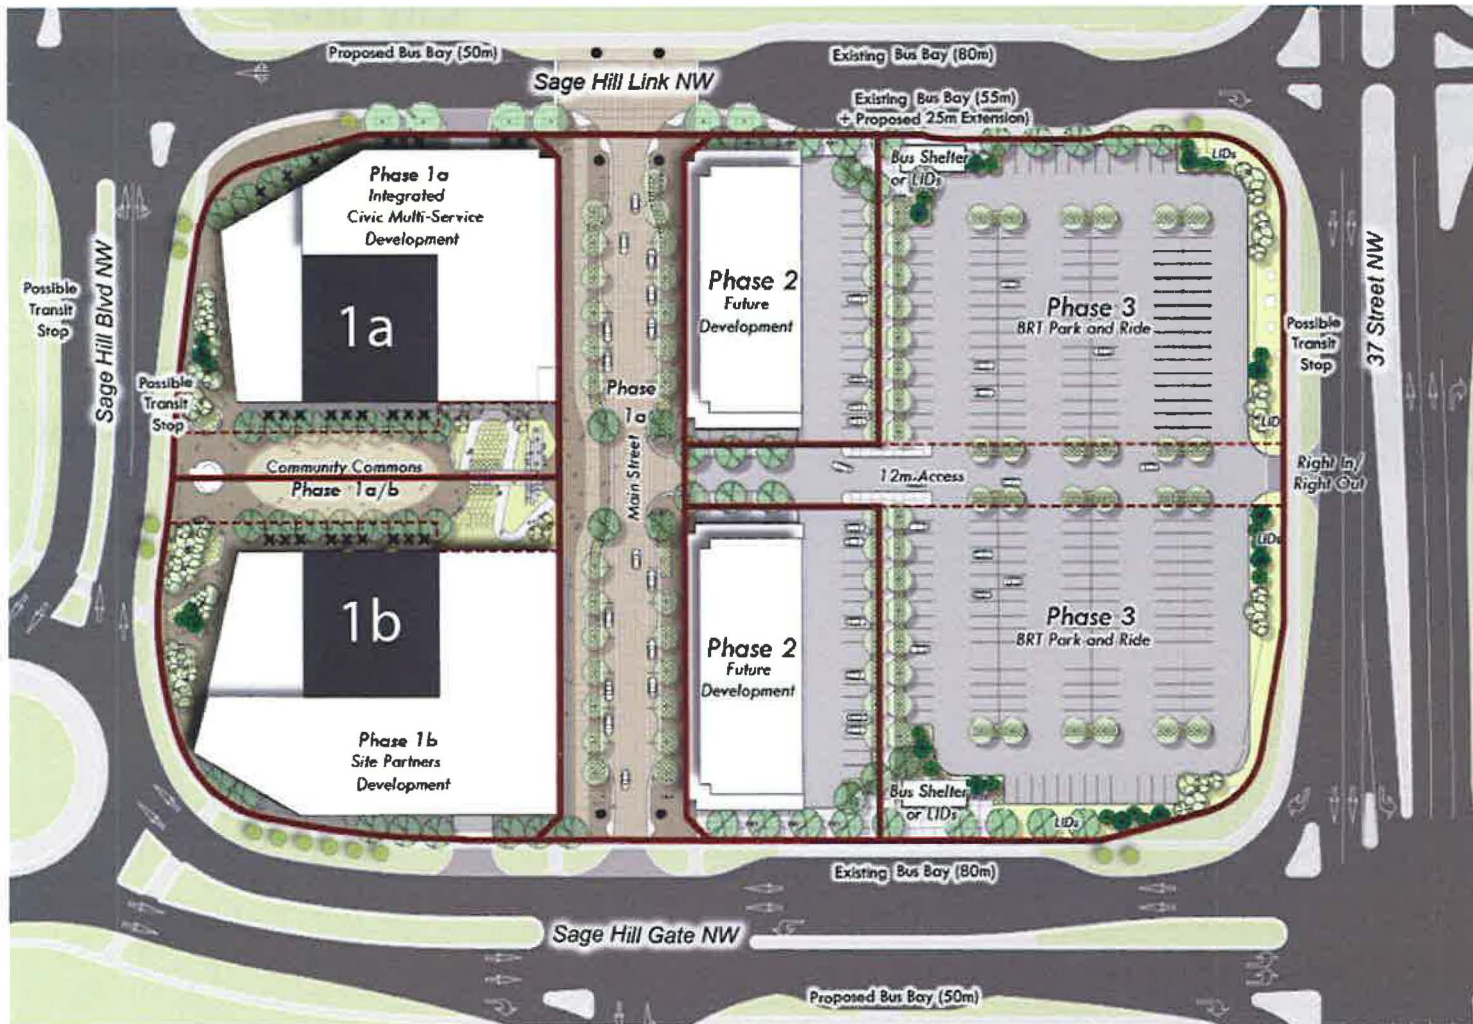 Proposed Bus Bay (50m)
Existing Bus Bay (80m)
Sage Hill Link NW
Existing Bus Bay (55m)
+ Proposed 25m Extension)
Phase 1a
Integrated
Civic Multi-Service
Development
Bus Shelter
or LIDs
LIDs
Possible
Transit
Stop
Sage Hill Blvd NW
1a
Phase 2
Future
Development
Phase 3
BRT Park and Ride
Possible
Transit
Stop
37 Street NW
Possible
Transit
Stop
Phase
1a
Main Street
LIDs
Community Commons
Phase 1a/b
12m Access
Right In/
Right Out
LIDs
1b
Phase 2
Future
Development
Phase 3
BRT Park and Ride
Phase 1b
Site Partners
Development
Bus Shelter
or LIDs
LIDs
Existing Bus Bay (80m)
Sage Hill Gate NW
Proposed Bus Bay (50m)